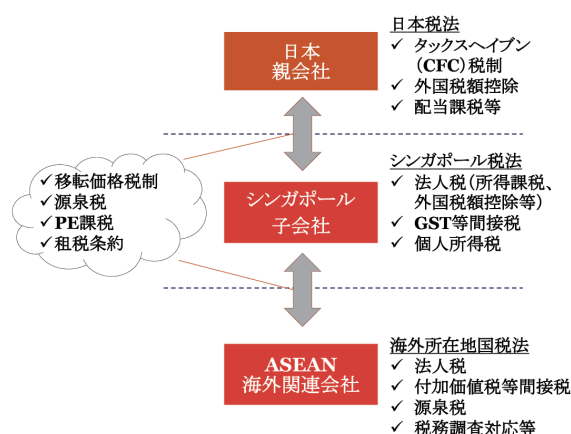 日本税法
✓ タックスヘイブン
(CFC)税制
✓ 外国税額控除
✓ 配当課税等
日本
親会社
✓移転価格税制
✓源泉税
✓PE課税
✓租税条約
シンガポール
子会社
シンガポール税法
✓ 法人税(所得課税、
外国税額控除等)
✓ GST等間接税
✓ 個人所得税
ASEAN
海外関連会社
海外所在地国税法
✓ 法人税
✓ 付加価値税等間接税
✓ 源泉税
✓ 税務調査対応等